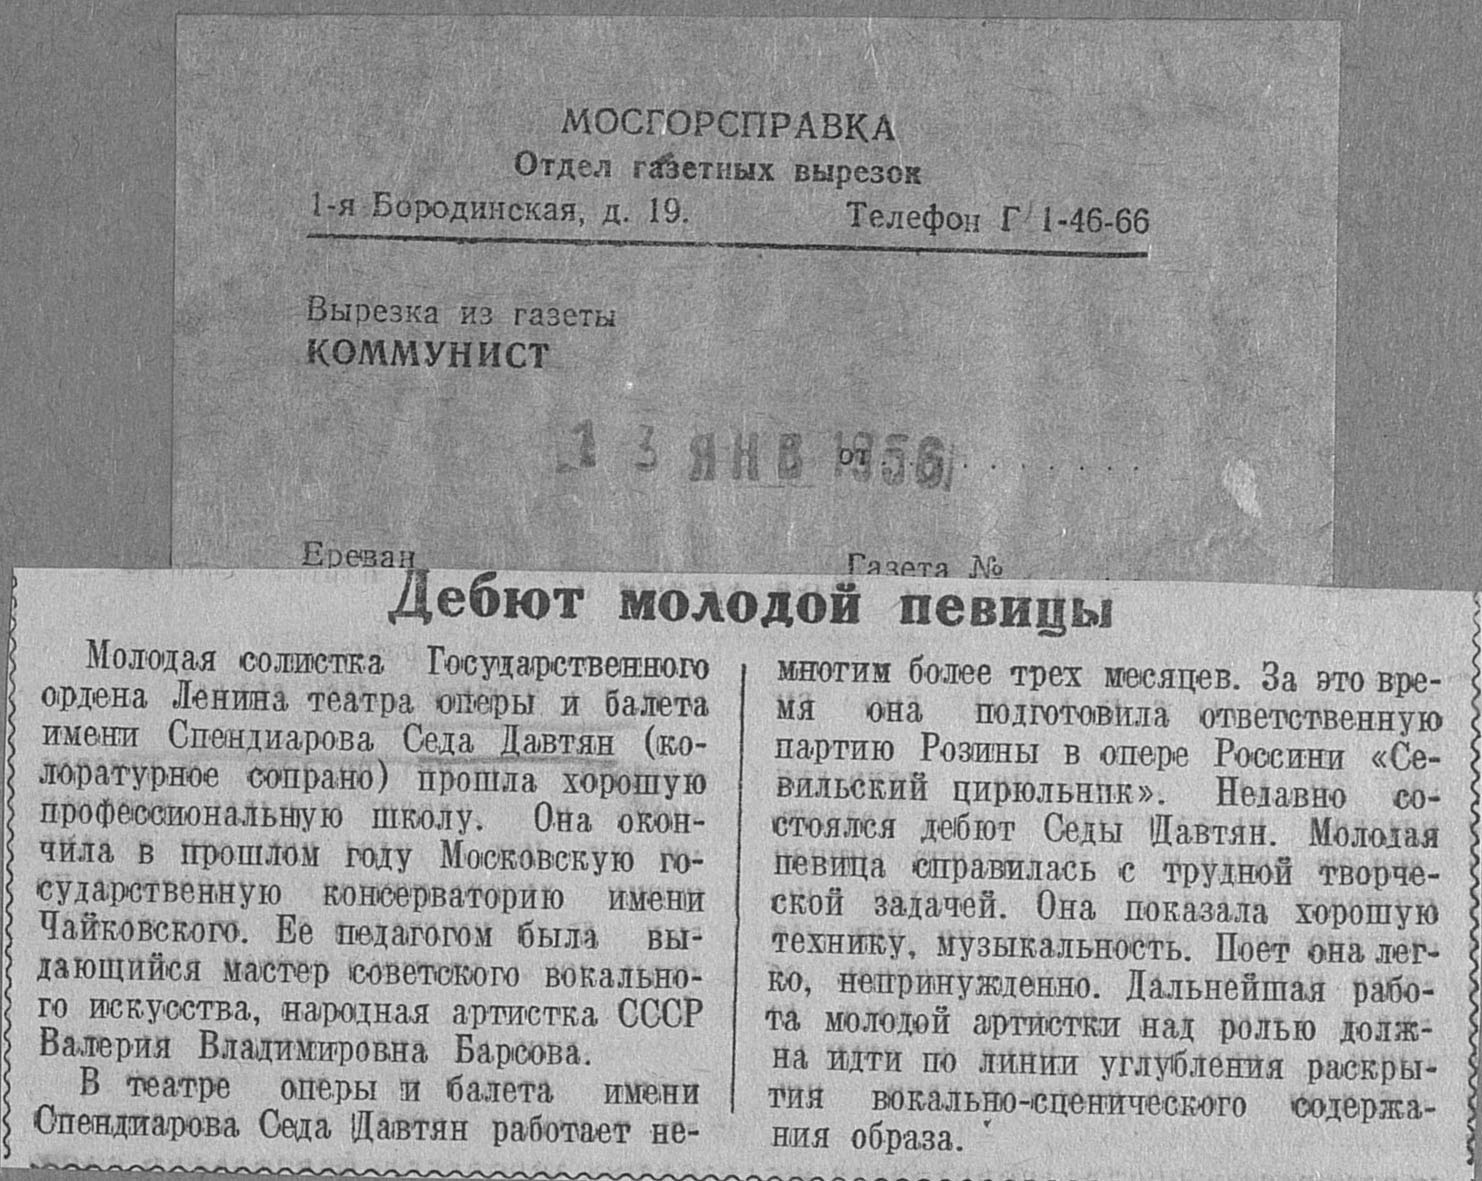 МОСГОРСПРАВКА
Отдел газетных вырезок
1-я Бородинская, д. 19. Телефон Г 1-46-66
Вырезка из газеты
КОММУНИСТ
13 ЯНВ 1956
от . . . . . . . . . .
Ереван Газета №
Дебют молодой певицы
Молодая солистка Государственного
ордена Ленина театра оперы и балета
имени Спендиарова Седа Давтян (ко-
лоратурное сопрано) прошла хорошую
профессиональную школу. Она окон-
чила в прошлом году Московскую го-
сударственную консерваторию имени
Чайковского. Ее педагогом была вы-
дающийся мастер советского вокально-
го искусства, народная артистка СССР
Валерия Владимировна Барсова.
В театре оперы и балета имени
Спендиарова Седа Давтян работает не-
многим более трех месяцев. За это вре-
мя она подготовила ответственную
партию Розины в опере Россини «Се-
вильский цирюльник». Недавно со-
стоялся дебют Седы Давтян. Молодая
певица справилась с трудной творче-
ской задачей. Она показала хорошую
технику, музыкальность. Поет она лег-
ко, непринужденно. Дальнейшая рабо-
та молодой артистки над ролью долж-
на идти по линии углубления раскры-
тия вокально-сценического содержа-
ния образа.